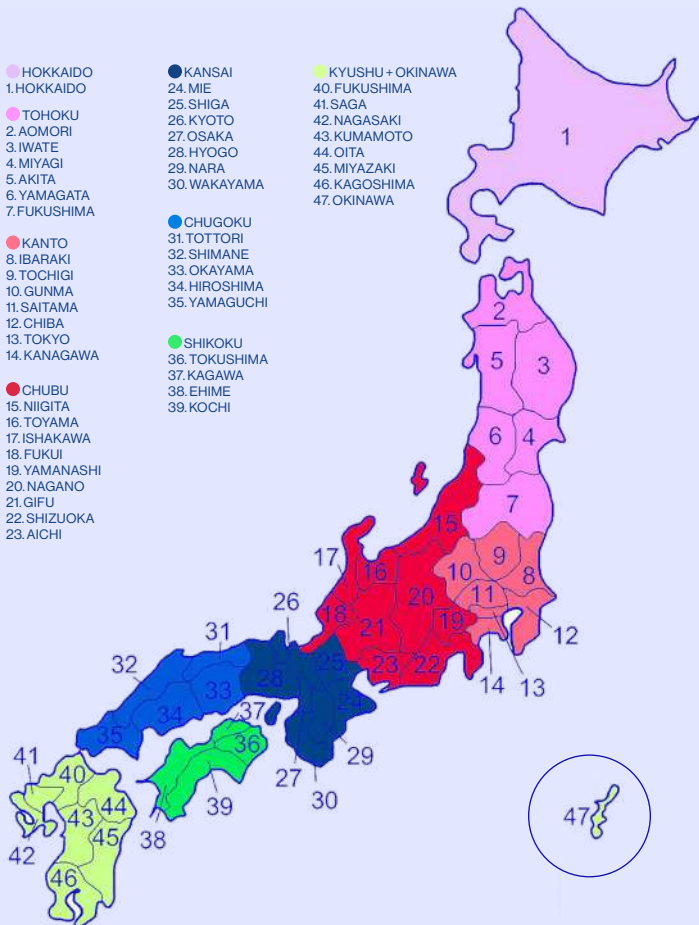 HOKKAIDO
1. HOKKAIDO
TOHOKU
2. AOMORI
3. IWATE
4. MIYAGI
5. AKITA
6. YAMAGATA
7. FUKUSHIMA
KANTO
8. IBARAKI
9. TOCHIGI
10. GUNMA
11. SAITAMA
12. CHIBA
13. TOKYO
14. KANAGAWA
CHUBU
15. NIIGITA
16. TOYAMA
17. ISHAKAWA
18. FUKUI
19. YAMANASHI
20. NAGANO
21. GIFU
22. SHIZUOKA
23. AICHI
KANSAI
24. MIE
25. SHIGA
26. KYOTO
27. OSAKA
28. HYOGO
29. NARA
30. WAKAYAMA
CHUGOKU
31. TOTTORI
32. SHIMANE
33. OKAYAMA
34. HIROSHIMA
35. YAMAGUCHI
SHIKOKU
36. TOKUSHIMA
37. KAGAWA
38. EHIME
39. KOCHI
KYUSHU + OKINAWA
40. FUKUSHIMA
41. SAGA
42. NAGASAKI
43. KUMAMOTO
44. OITA
45. MIYAZAKI
46. KAGOSHIMA
47. OKINAWA
1
2
5
3
6
4
7
15
9
17
16
10
8
20
11
26
18
19
12
21
31
25
23
22
14
13
32
28
33
24
34
37
35
36
29
41
40
27
30
39
44
43
47
38
45
42
46